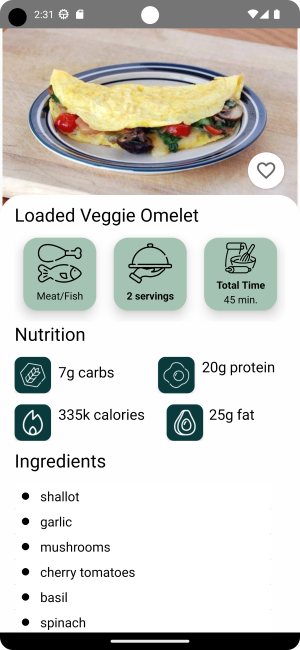 2:31
Loaded Veggie Omelet
Meat/Fish
2 servings
Total Time
45 min.
Nutrition
7g carbs
20g protein
335k calories
25g fat
Ingredients
shallot
garlic
mushrooms
cherry tomatoes
basil
spinach